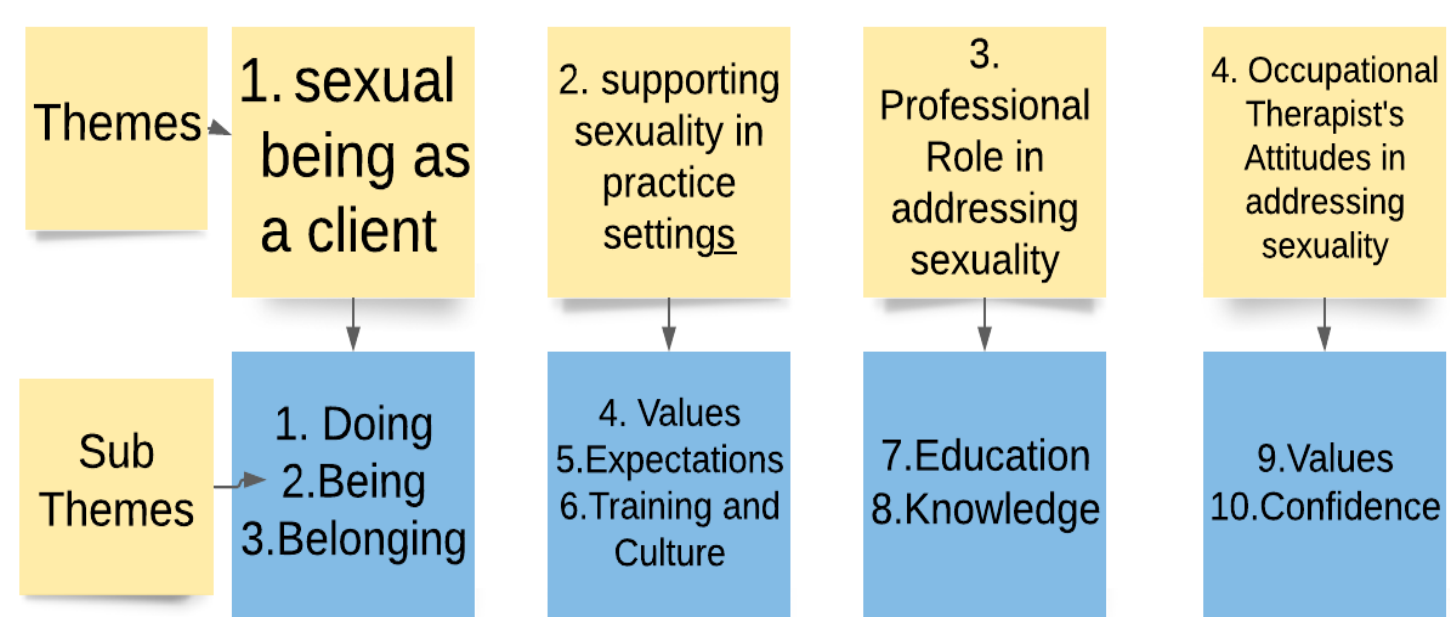 Themes
1. sexual
being as
a client
2. supporting
sexuality in
practice
settings
3.
Professional
Role in
addressing
sexuality
4. Occupational
Therapist's
Attitudes in
addressing
sexuality
Sub
Themes
1. Doing
2.Being
3.Belonging
4. Values
5.Expectations
6.Training and
Culture
7.Education
8.Knowledge
9.Values
10.Confidence